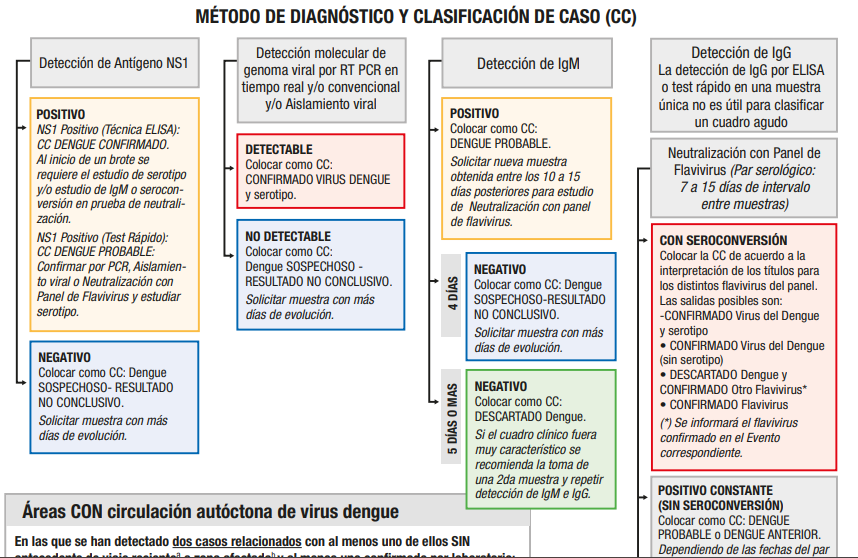 MÉTODO DE DIAGNÓSTICO Y CLASIFICACIÓN DE CASO (CC)
Detección de Antígeno NS1
POSITIVO
NS1 Positivo (Técnica ELISA):
CC DENGUE CONFIRMADO.
Al inicio de un brote se
requiere el estudio de serotipo
y/o estudio de IgM o serocon-
versión en prueba de neutrali-
zación.
NS1 Positivo (Test Rápido):
CC DENGUE PROBABLE:
Confirmar por PCR, Aislamien-
to viral o Neutralización con
Panel de Flavivirus y estudiar
serotipo.
NEGATIVO
Colocar como CC: Dengue
SOSPECHOSO- RESULTADO
NO CONCLUSIVO.
Solicitar muestra con más
días de evolución.
Detección molecular de
genoma viral por RT PCR en
tiempo real y/o convencional
y/o Aislamiento viral
DETECTABLE
Colocar como CC:
CONFIRMADO VIRUS DENGUE
y serotipo.
NO DETECTABLE
Colocar como CC:
Dengue SOSPECHOSO -
RESULTADO NO CONCLUSIVO.
Solicitar muestra con más
días de evolución.
Detección de IgM
POSITIVO
Colocar como CC:
DENGUE PROBABLE.
Solicitar nueva muestra
obtenida entre los 10 a 15
días posteriores para estudio
de Neutralización con panel
de flavivirus.
4 DÍAS
NEGATIVO
Colocar como CC: Dengue
SOSPECHOSO-RESULTADO
NO CONCLUSIVO.
Solicitar muestra con más
días de evolución.
5 DÍAS O MAS
NEGATIVO
Colocar como CC:
DESCARTADO Dengue.
Si el cuadro clínico fuera
muy característico se
recomienda la toma de
una 2da muestra y repetir
detección de IgM e IgG.
Detección de IgG
La detección de IgG por ELISA
o test rápido en una muestra
única no es útil para clasificar
un cuadro agudo
Neutralización con Panel de
Flavivirus (Par serológico:
7 a 15 días de intervalo
entre muestras)
CON SEROCONVERSIÓN
Colocar la CC de acuerdo a la
interpretación de los títulos para
los distintos flavivirus del panel.
Las salidas posibles son:
-CONFIRMADO Virus del Dengue
y serotipo
• CONFIRMADO Virus del Dengue
(sin serotipo)
• DESCARTADO Dengue y
CONFIRMADO Otro Flavivirus*
• CONFIRMADO Flavivirus
(*) Se informará el flavivirus
confirmado en el Evento
correspondiente.
POSITIVO CONSTANTE
(SIN SEROCONVERSIÓN)
Colocar como CC: DENGUE
PROBABLE o DENGUE ANTERIOR.
Dependiendo de las fechas del par
Áreas CON circulación autóctona de virus dengue
En las que se han detectado dos casos relacionados con al menos uno de ellos SIN